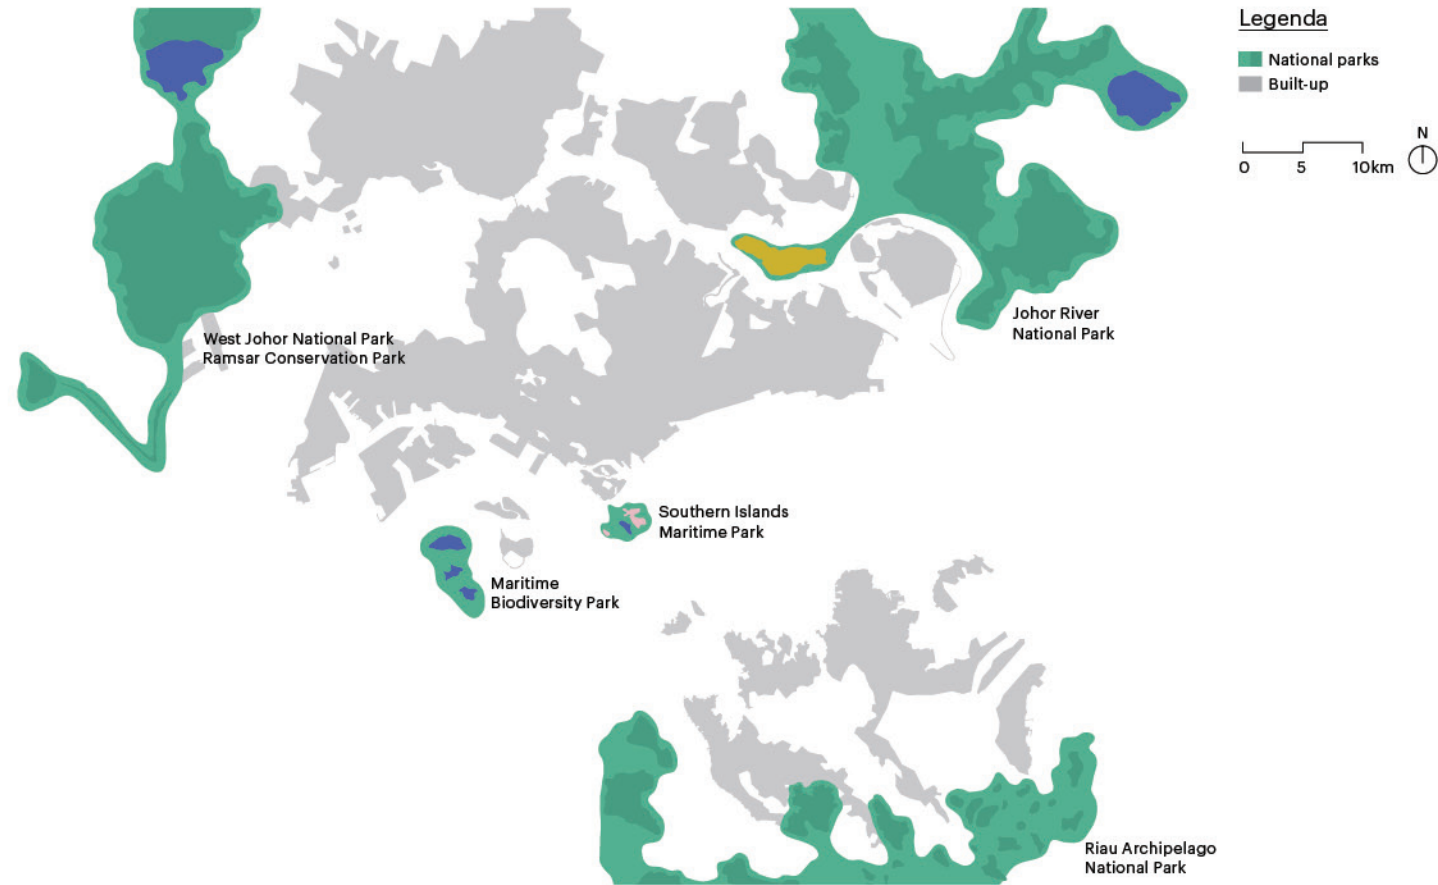 Legenda
National parks
Built-up
N
0 5 10km
Johor River
National Park
West Johor National Park
Ramsar Conservation Park
Southern Islands
Maritime Park
Maritime
Biodiversity Park
Riau Archipelago
National Park